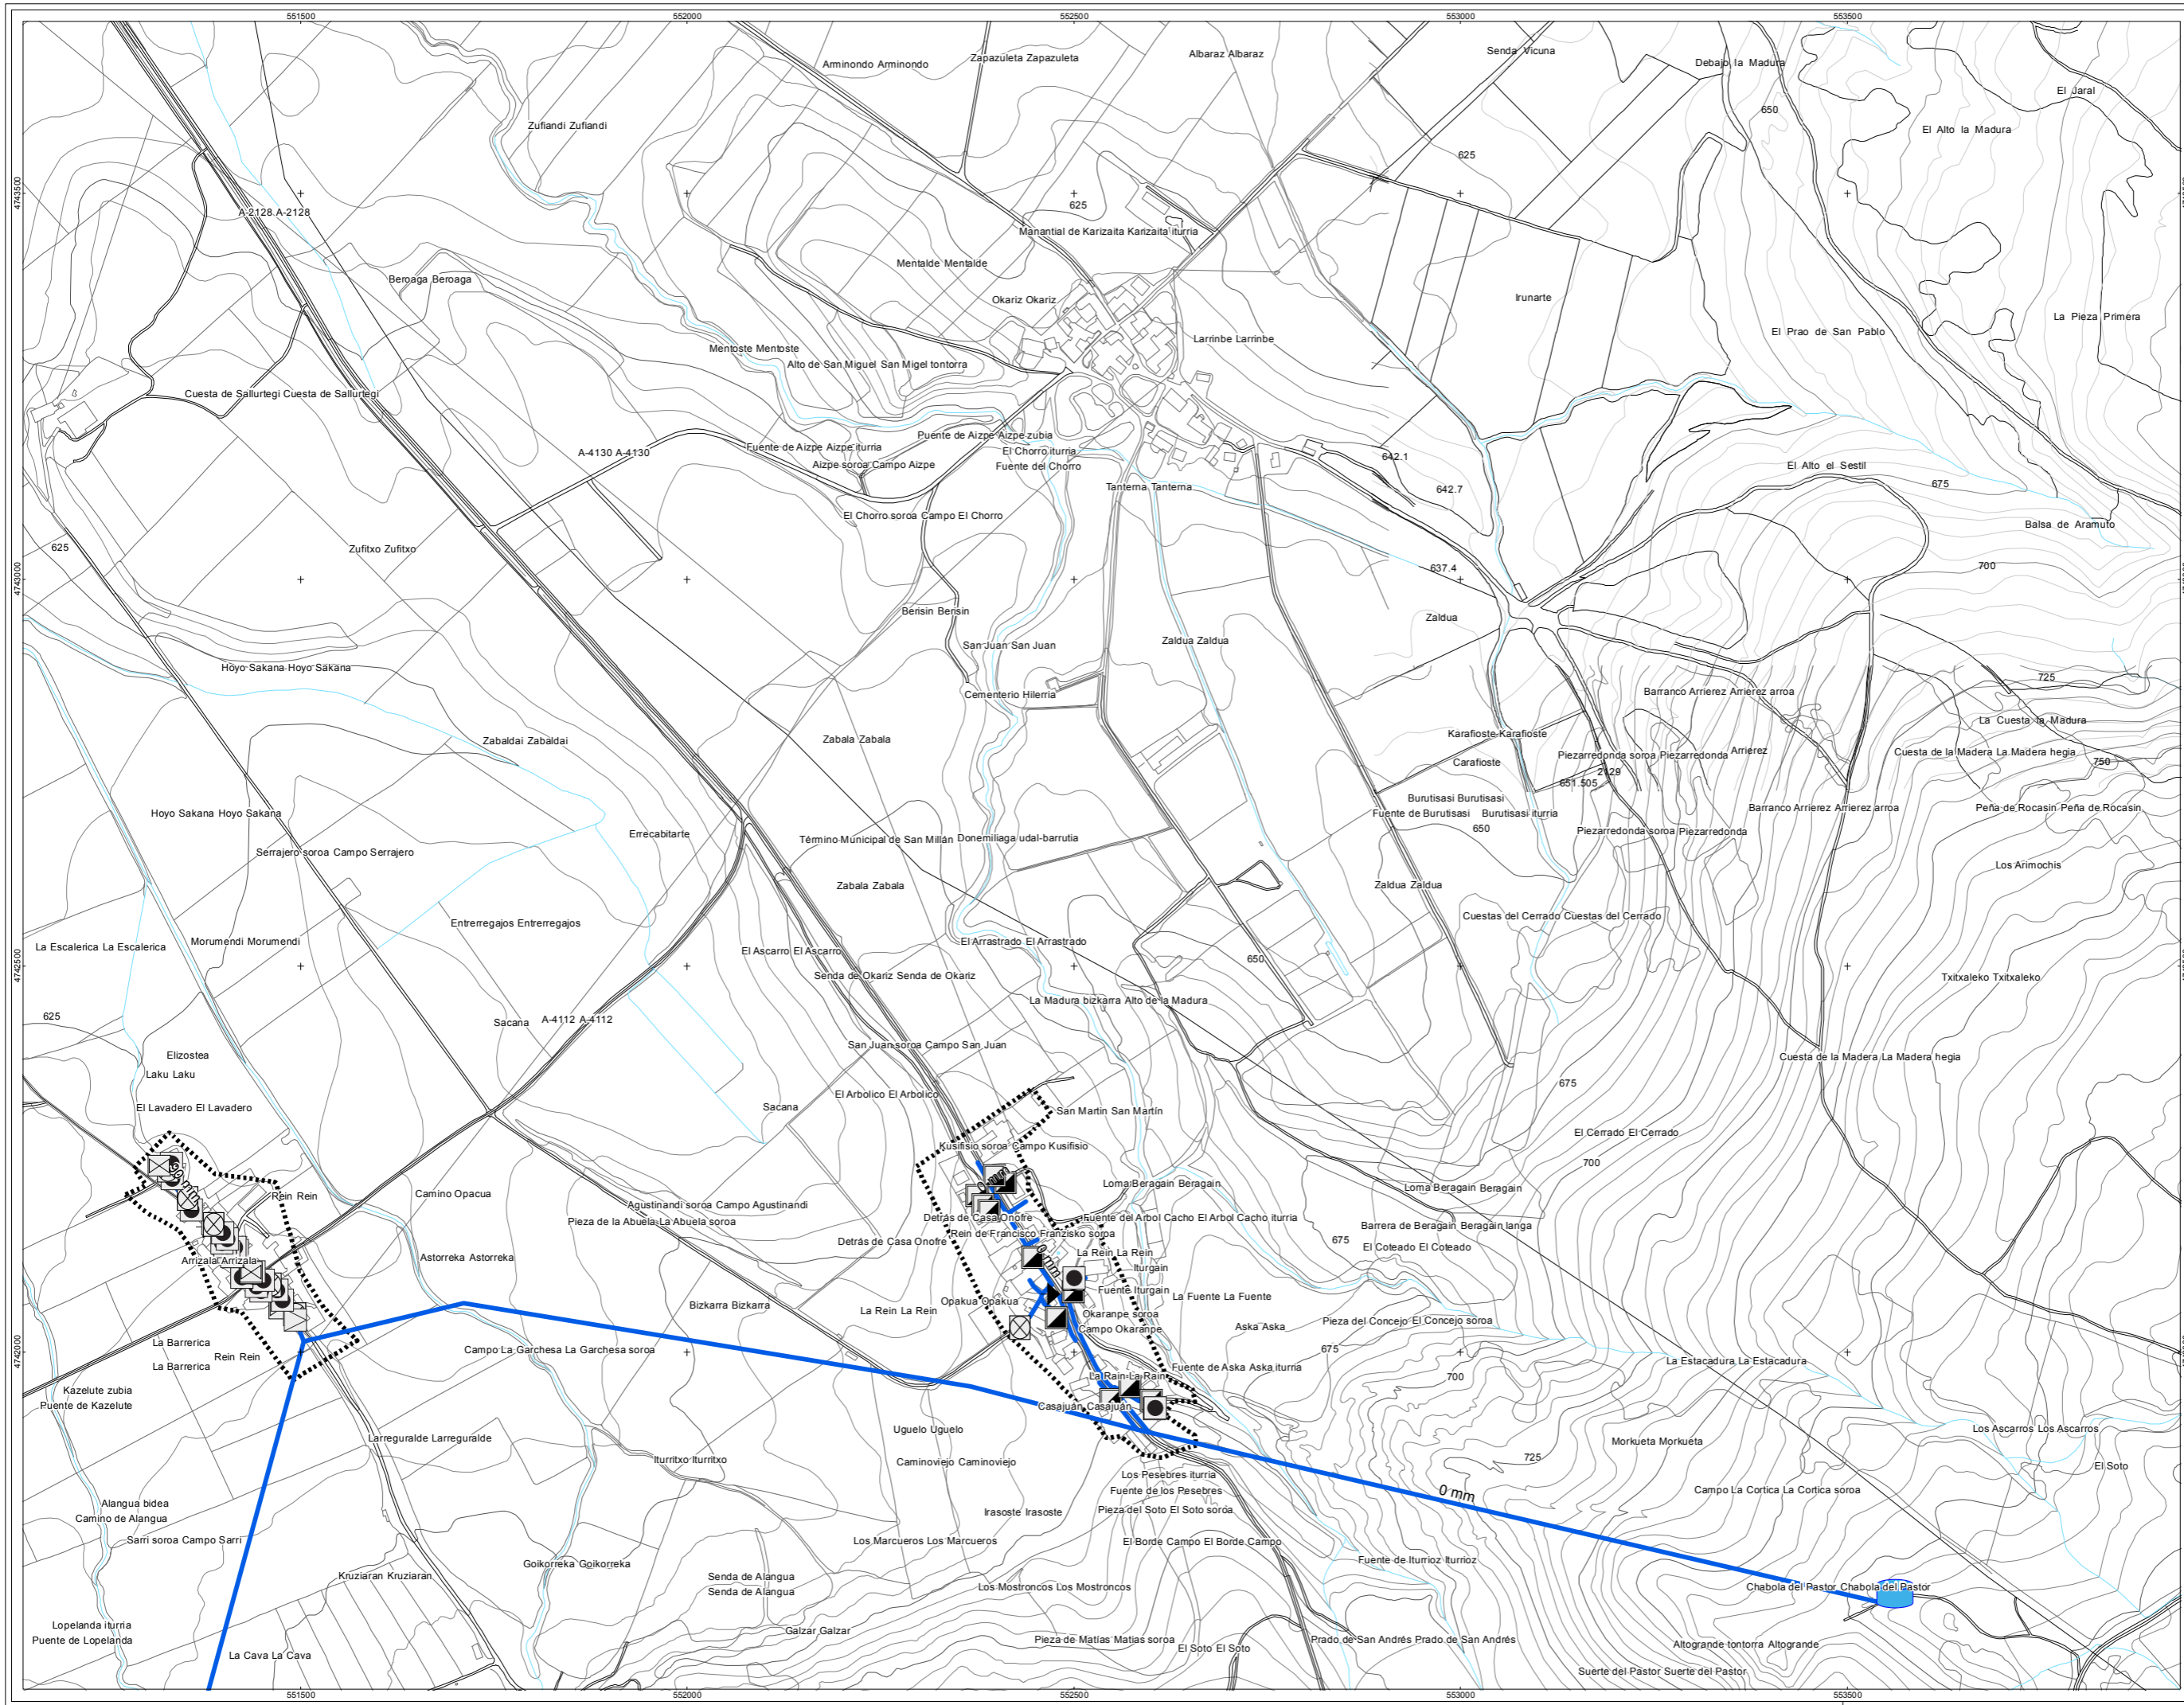 551500 552000 552500 553000 553500
Arminondo Arminondo
Zapazuleta Zapazuleta
Albaraz Albaraz
Senda Vicuna
Debajo la Madura
El Jaral
650
Zufiandi Zufiandi
El Alto la Madura
625
4743500
A-2128 A-2128
625
Manantial de Karizaita Karizaita iturria
Mentalde Mentalde
Beroaga Beroaga
Okariz Okariz
Irunarte
La Pieza Primera
El Prao de San Pablo
Larrinbe Larrinbe
Mentoste Mentoste
Alto de San Miguel San Migel tontorra
Cuesta de Sallurtegi Cuesta de Sallurtegi
Puente de Aizpe Aizpe zubia
Fuente de Aizpe Aizpe iturria
A-4130 A-4130
El Chorro iturria
Fuente del Chorro
Aizpe soroa Campo Aizpe
642.1
El Alto el Sestil
675
Tanterna Tanterna
642.7
El Chorro soroa Campo El Chorro
Balsa de Aramuto
625
Zufitxo Zufitxo
637.4
700
4743000
Berisin Berisin
Zaldua
San Juan San Juan
Zaldua Zaldua
Hoyo Sakana Hoyo Sakana
725
Cementerio Hilerria
Barranco Arrierez Arrierez arroa
La Cuesta la Madura
Karafioste Karafioste
Zabaldai Zabaldai
Zabala Zabala
Arrierez
Cuesta de la Madera La Madera hegia
Piezarredonda soroa Piezarredonda
Carafioste
750
2129
651.505
Burutisasi Burutisasi
Hoyo Sakana Hoyo Sakana
Fuente de Burutisasi Burutisasi iturria
Barranco Arrierez Arrierez arroa
Peña de Rocasin Peña de Rocasin
650
Piezarredonda soroa Piezarredonda
Errecabitarte
Término Municipal de San Millán Donemiliaga udal-barrutia
Serrajero soroa Campo Serrajero
Los Arimochis
Zabala Zabala
Zaldua Zaldua
Cuestas del Cerrado Cuestas del Cerrado
Entrerregajos Entrerregajos
La Escalerica La Escalerica
Morumendi Morumendi
El Arrastrado El Arrastrado
El Ascarro El Ascarro
650
4742500
Senda de Okariz Senda de Okariz
Txitxaleko Txitxaleko
La Madura bizkarra Alto de la Madura
625
Sacana
A-4112 A-4112
San Juan soroa Campo San Juan
Elizostea
Cuesta de la Madera La Madera hegia
Laku Laku
675
El Arbolico El Arbolico
El Lavadero El Lavadero
Sacana
San Martin San Martín
El Cerrado El Cerrado
Kusifisio soroa Campo Kusifisio
700
Loma Beragain Beragain
Loma Beragain Beragain
Rein Rein
Camino Opacua
Agustinandi soroa Campo Agustinandi
Pieza de la Abuela La Abuela soroa
Detrás de Casa Onofre
Fuente del Arbol Cacho El Arbol Cacho iturria
Barrera de Beragain Beragain langa
Rein de Francisco Franzisko soroa
Detrás de Casa Onofre
675
El Coteado El Coteado
La Rein La Rein
Astorreka Astorreka
Arrizala Arrizala
Iturgain
Fuente Iturgain
La Fuente La Fuente
Opakua Opakua
Bizkarra Bizkarra
La Rein La Rein
Okaranpe soroa
Campo Okaranpe
Aska Aska
Pieza del Concejo El Concejo soroa
La Barrerica
Rein Rein
La Barrerica
Campo La Garchesa La Garchesa soroa
675
4742000
La Estacadura La Estacadura
Fuente de Aska Aska iturria
La Rain La Rain
700
Kazelute zubia
Puente de Kazelute
Casajuán Casajuán
Uguelo Uguelo
Los Ascarros Los Ascarros
Larreguralde Larreguralde
Morkueta Morkueta
Iturritxo Iturritxo
Caminoviejo Caminoviejo
725
El Soto
Los Pesebres iturria
Fuente de los Pesebres
0 mm
Campo La Cortica La Cortica soroa
Alangua bidea
Camino de Alangua
Irasoste Irasoste
Pieza del Soto El Soto soroa
Sarri soroa Campo Sarri
Los Marcueros Los Marcueros
El Borde Campo El Borde Campo
Goikorreka Goikorreka
Fuente de Iturrioz Iturrioz
Kruziaran Kruziaran
Senda de Alangua
Senda de Alangua
Los Mostroncos Los Mostroncos
Chabola del Pastor Chabola del Pastor
Lopelanda iturria
Puente de Lopelanda
Galzar Galzar
Pieza de Matías Matias soroa
El Soto El Soto
Prado de San Andrés Prado de San Andrés
Altogrande tontorra Altogrande
La Cava La Cava
Suerte del Pastor Suerte del Pastor
551500 552000 552500 553000 553500